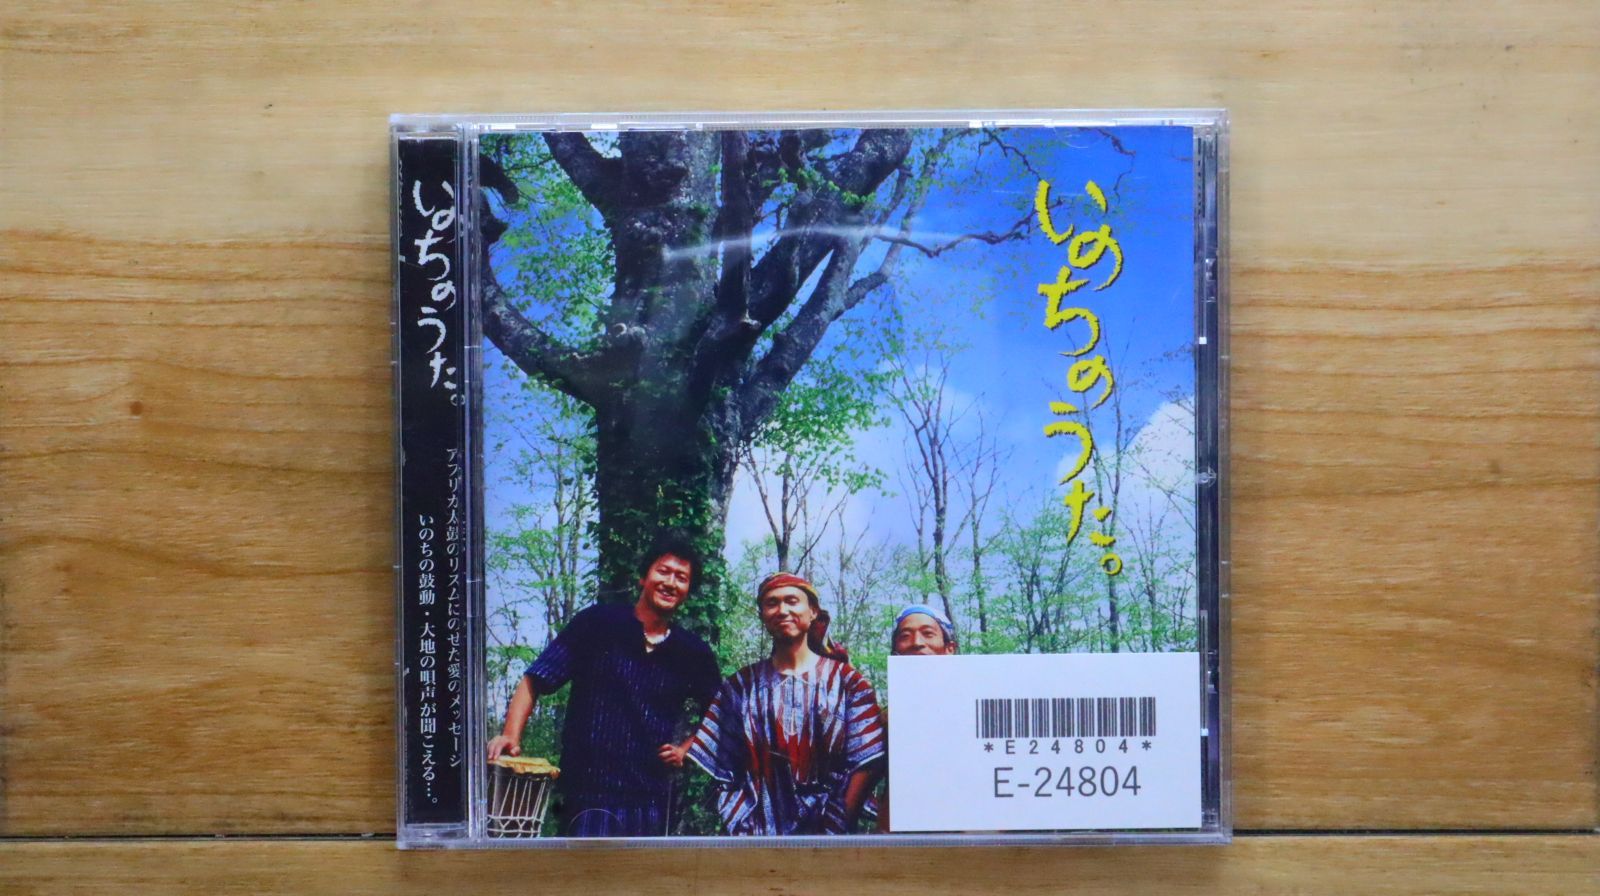 いのちのうた。
アフリカ太鼓のリズムにのせた愛のメッセージ
いのちの鼓動・大地の唄声が聞こえる…。
いのちのうた。
*E24804*
E-24804